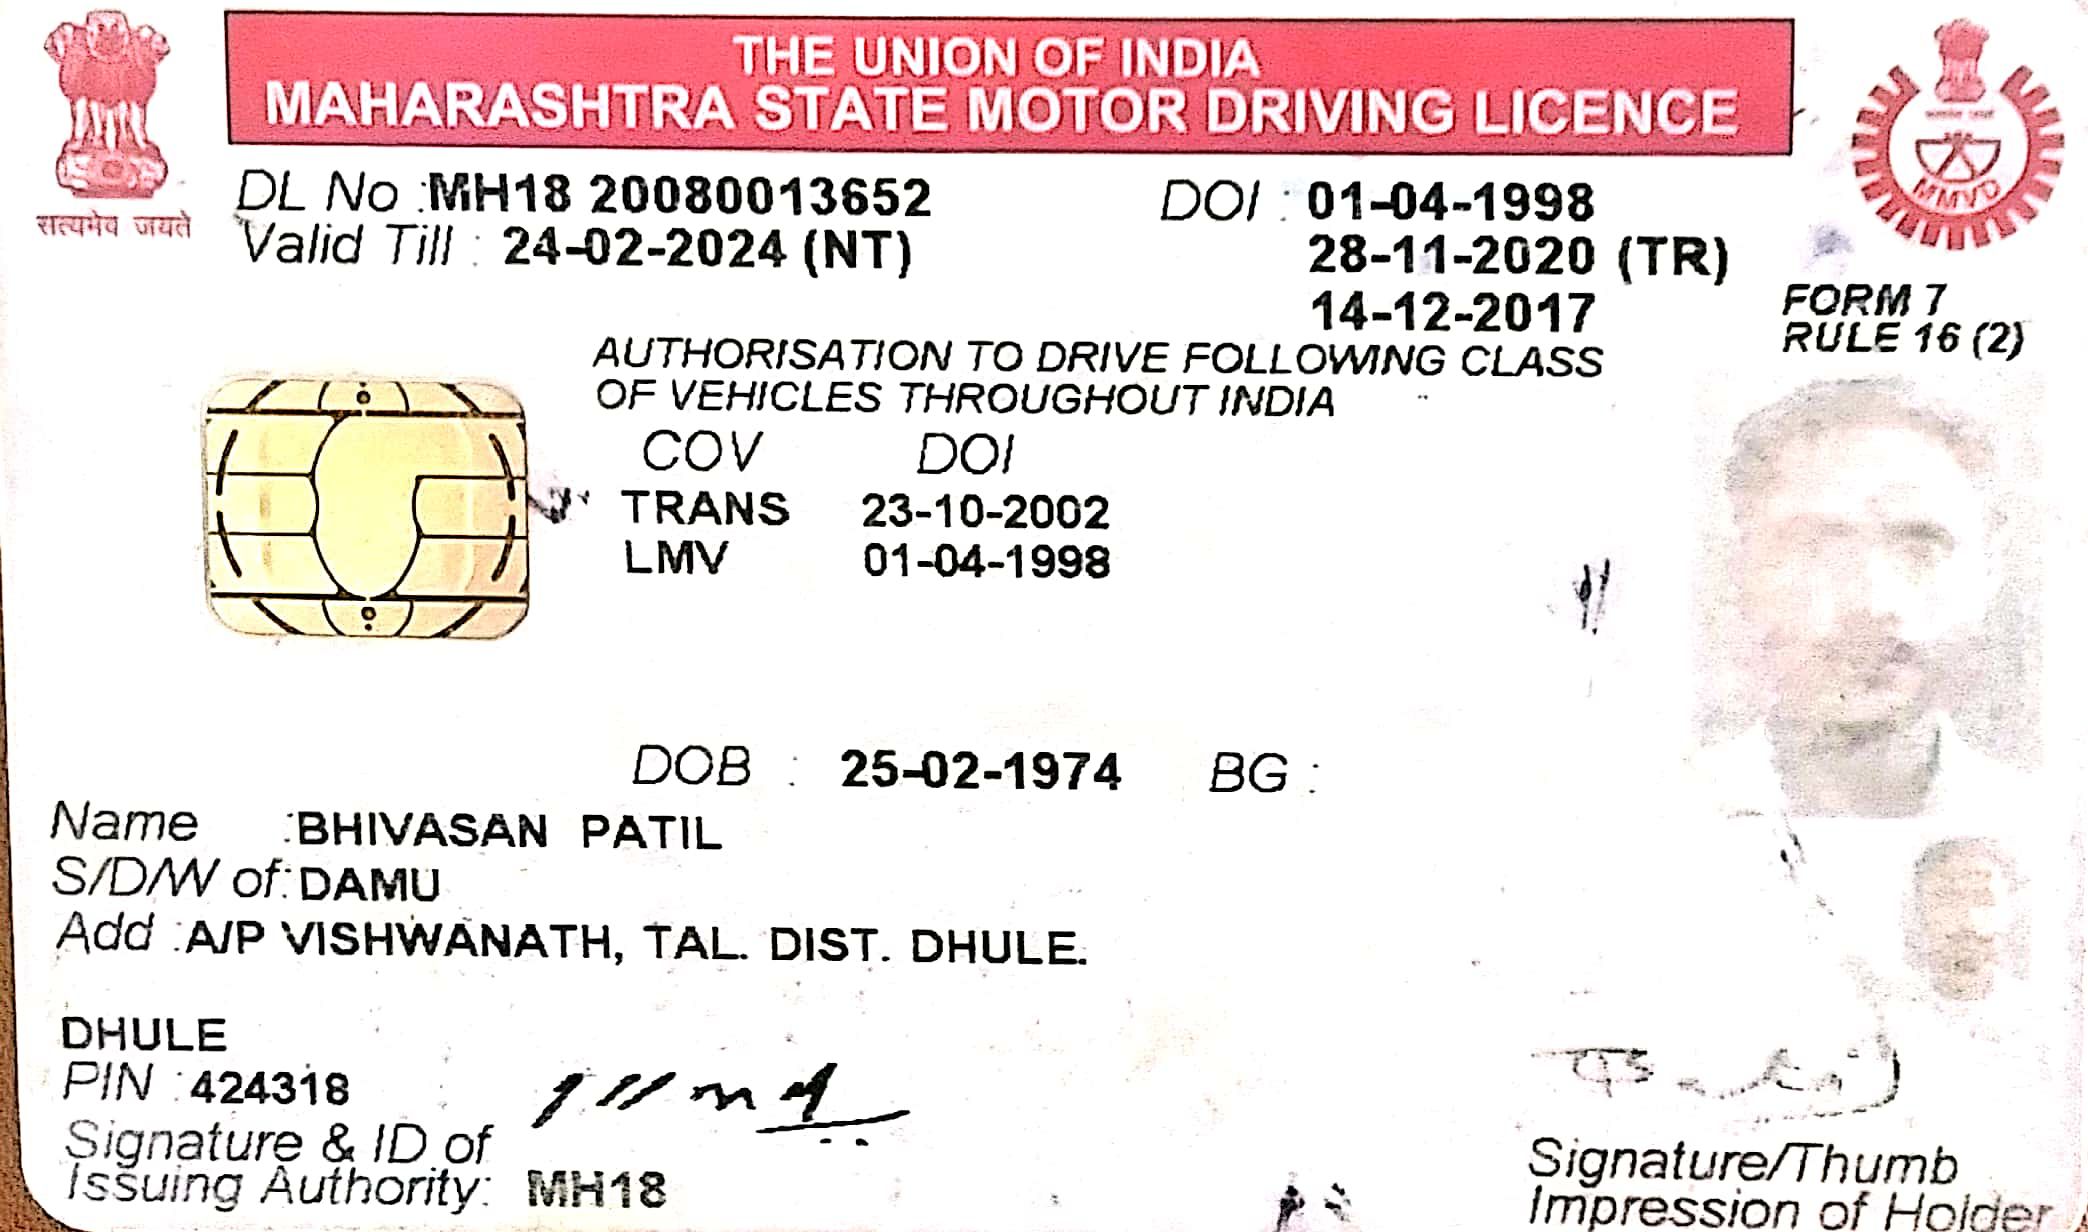 THE UNION OF INDIA
MAHARASHTRA STATE MOTOR DRIVING LICENCE
सत्यमेव जयते
MMVD
DL No :MH18 20080013652 DOI : 01-04-1998
Valid Till : 24-02-2024 (NT) 28-11-2020 (TR)
14-12-2017
FORM 7
RULE 16 (2)
AUTHORISATION TO DRIVE FOLLOWING CLASS
OF VEHICLES THROUGHOUT INDIA
COV DOI
TRANS 23-10-2002
LMV 01-04-1998
DOB : 25-02-1974 BG :
Name :BHIVASAN PATIL
S/D/W of:DAMU
Add :A/P VISHWANATH, TAL. DIST. DHULE.
DHULE
PIN :424318
Signature & ID of
Issuing Authority: MH18
Signature/Thumb
Impression of Holder